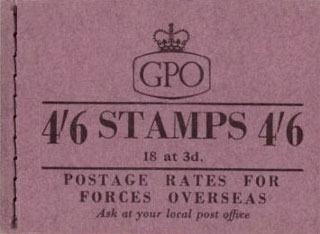 GPO
4/6 STAMPS 4/6
18 at 3d.
POSTAGE RATES FOR
FORCES OVERSEAS
Ask at your local post office